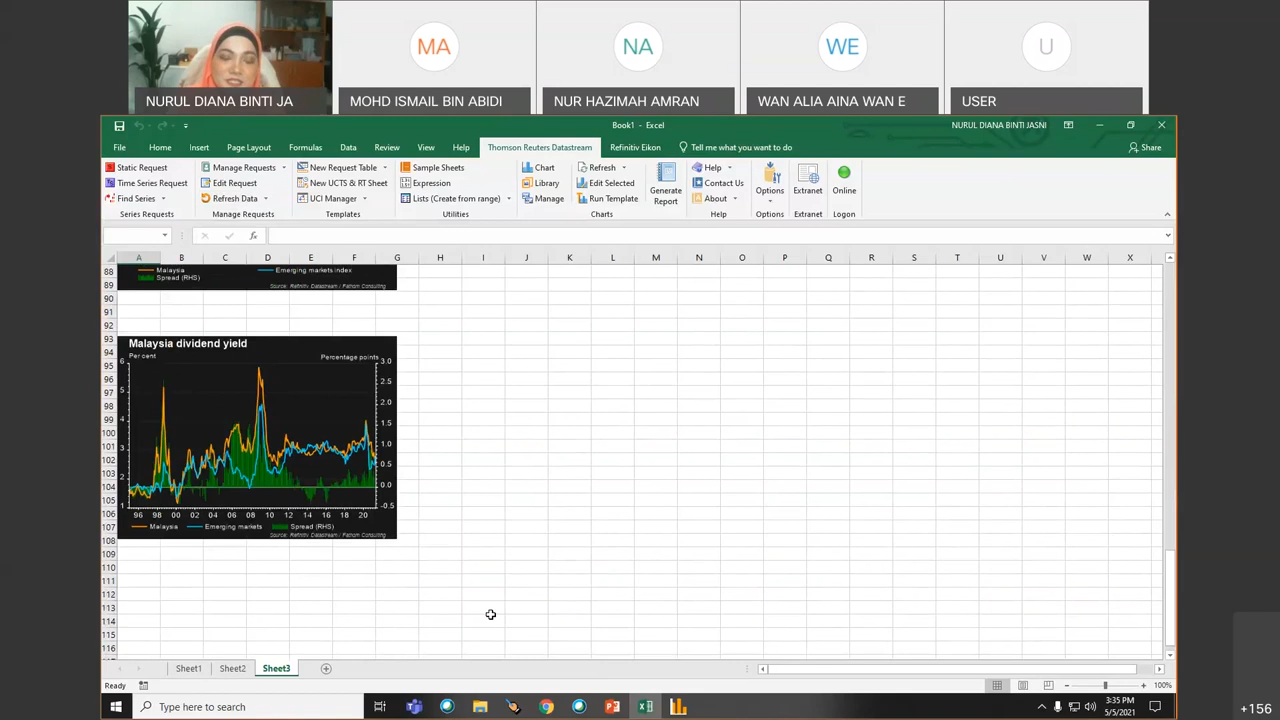 MA
NA
WE
U
NURUL DIANA BINTI JA
MOHD ISMAIL BIN ABIDI
NUR HAZIMAH AMRAN
WAN ALIA AINA WAN E
USER
Book1 - Excel
NURUL DIANA BINTI JASNI
File Home Insert Page Layout Formulas Data Review View Help Thomson Reuters Datastream Refinitiv Eikon Tell me what you want to do Share
Static Request Manage Requests New Request Table Sample Sheets Chart Refresh Help
Time Series Request Edit Request New UCTS & RT Sheet Expression Library Edit Selected Generate Report Contact Us Options Extranet Online
Find Series Refresh Data UCI Manager Lists (Create from range) Manage Run Template About
Series Requests Manage Requests Templates Utilities Charts Help Options Extranet Logon
fx
A B C D E F G H I J K L M N O P Q R S T U V W X
88 Malaysia Emerging markets index
Spread (RHS)
89 Source: Refinitiv Datastream / Fathom Consulting
90
91
92
93 Malaysia dividend yield
94 Per cent Percentage points
95
96
97
98
99
100
101
102
103
104
105
106
107
108
109
110
111
112
113
114
115
116
6
5
4
3
2
1
3.0
2.5
2.0
1.5
1.0
0.5
0.0
-0.5
96 98 00 02 04 06 08 10 12 14 16 18 20
Malaysia Emerging markets Spread (RHS)
Source: Refinitiv Datastream / Fathom Consulting
Sheet1 Sheet2 Sheet3
Ready
100%
Type here to search
3:35 PM
5/5/2021
+156